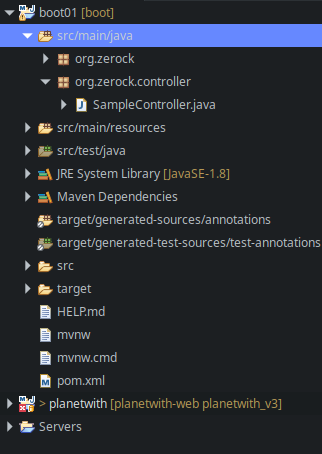 boot01 [boot]
src/main/java
org.zerock
org.zerock.controller
SampleController.java
src/main/resources
src/test/java
JRE System Library [JavaSE-1.8]
Maven Dependencies
target/generated-sources/annotations
target/generated-test-sources/test-annotations
src
target
HELP.md
mvnw
mvnw.cmd
pom.xml
> planetwith [planetwith-web planetwith_v3]
Servers